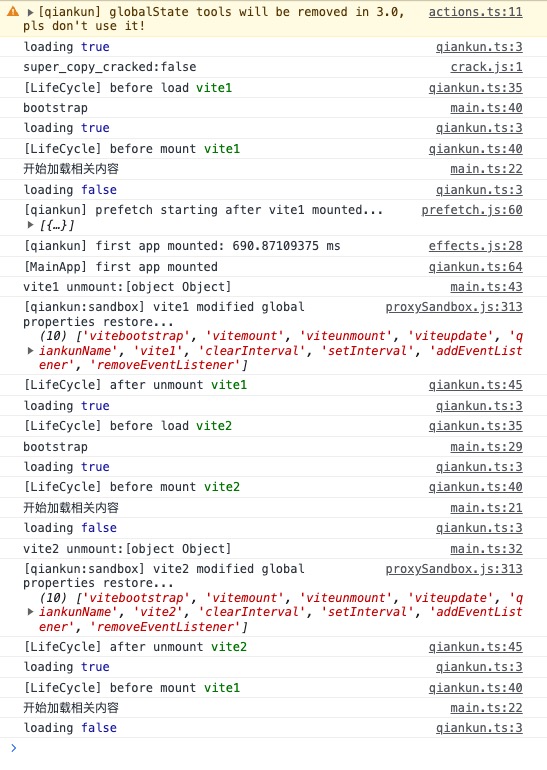 [qiankun] globalState tools will be removed in 3.0, actions.ts:11
pls don't use it!
loading true qiankun.ts:3
super_copy_cracked:false crack.js:1
[LifeCycle] before load vite1 qiankun.ts:35
bootstrap main.ts:40
loading true qiankun.ts:3
[LifeCycle] before mount vite1 qiankun.ts:40
开始加载相关内容 main.ts:22
loading false qiankun.ts:3
[qiankun] prefetch starting after vite1 mounted... prefetch.js:60
[{…}]
[qiankun] first app mounted: 690.87109375 ms effects.js:28
[MainApp] first app mounted qiankun.ts:64
vite1 unmount:[object Object] main.ts:43
[qiankun:sandbox] vite1 modified global proxySandbox.js:313
properties restore...
(10) ['vitebootstrap', 'vitemount', 'viteunmount', 'viteupdate', 'q
iankunName', 'vite1', 'clearInterval', 'setInterval', 'addEventList
ener', 'removeEventListener']
[LifeCycle] after unmount vite1 qiankun.ts:45
loading true qiankun.ts:3
[LifeCycle] before load vite2 qiankun.ts:35
bootstrap main.ts:29
loading true qiankun.ts:3
[LifeCycle] before mount vite2 qiankun.ts:40
开始加载相关内容 main.ts:21
loading false qiankun.ts:3
vite2 unmount:[object Object] main.ts:32
[qiankun:sandbox] vite2 modified global proxySandbox.js:313
properties restore...
(10) ['vitebootstrap', 'vitemount', 'viteunmount', 'viteupdate', 'q
iankunName', 'vite2', 'clearInterval', 'setInterval', 'addEventList
ener', 'removeEventListener']
[LifeCycle] after unmount vite2 qiankun.ts:45
loading true qiankun.ts:3
[LifeCycle] before mount vite1 qiankun.ts:40
开始加载相关内容 main.ts:22
loading false qiankun.ts:3